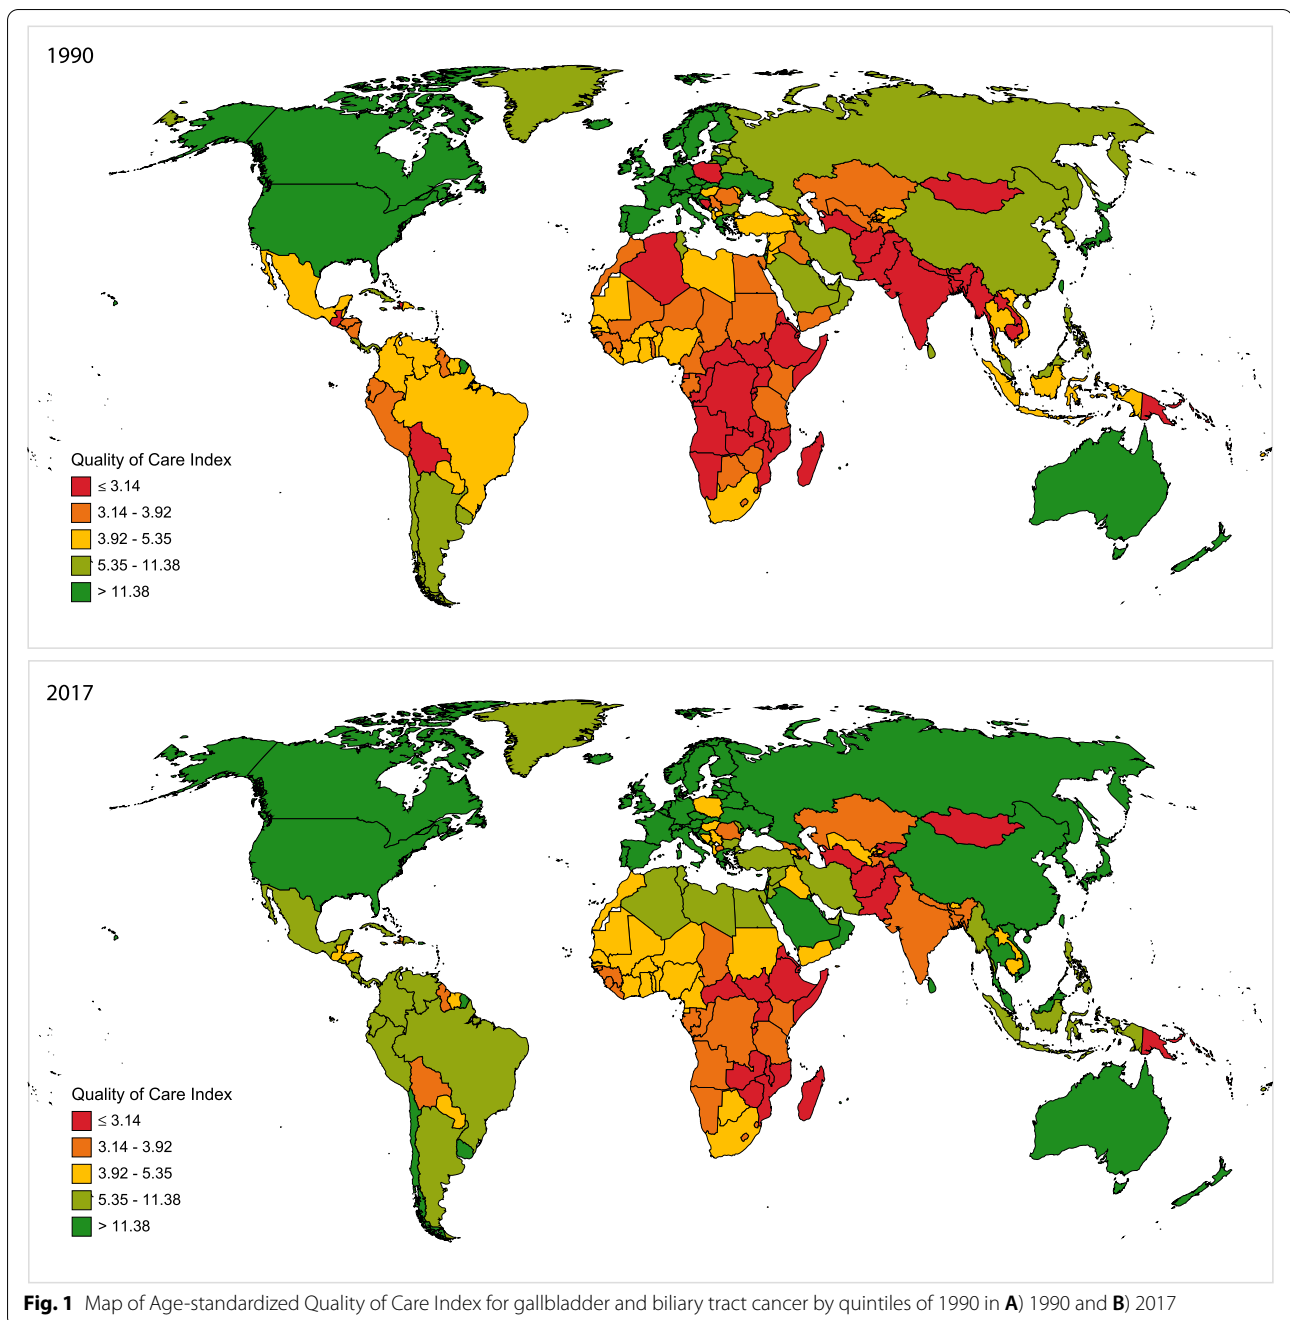 1990
Quality of Care Index
≤ 3.14
3.14 - 3.92
3.92 - 5.35
5.35 - 11.38
> 11.38
2017
Quality of Care Index
≤ 3.14
3.14 - 3.92
3.92 - 5.35
5.35 - 11.38
> 11.38
Fig. 1 Map of Age-standardized Quality of Care Index for gallbladder and biliary tract cancer by quintiles of 1990 in A) 1990 and B) 2017